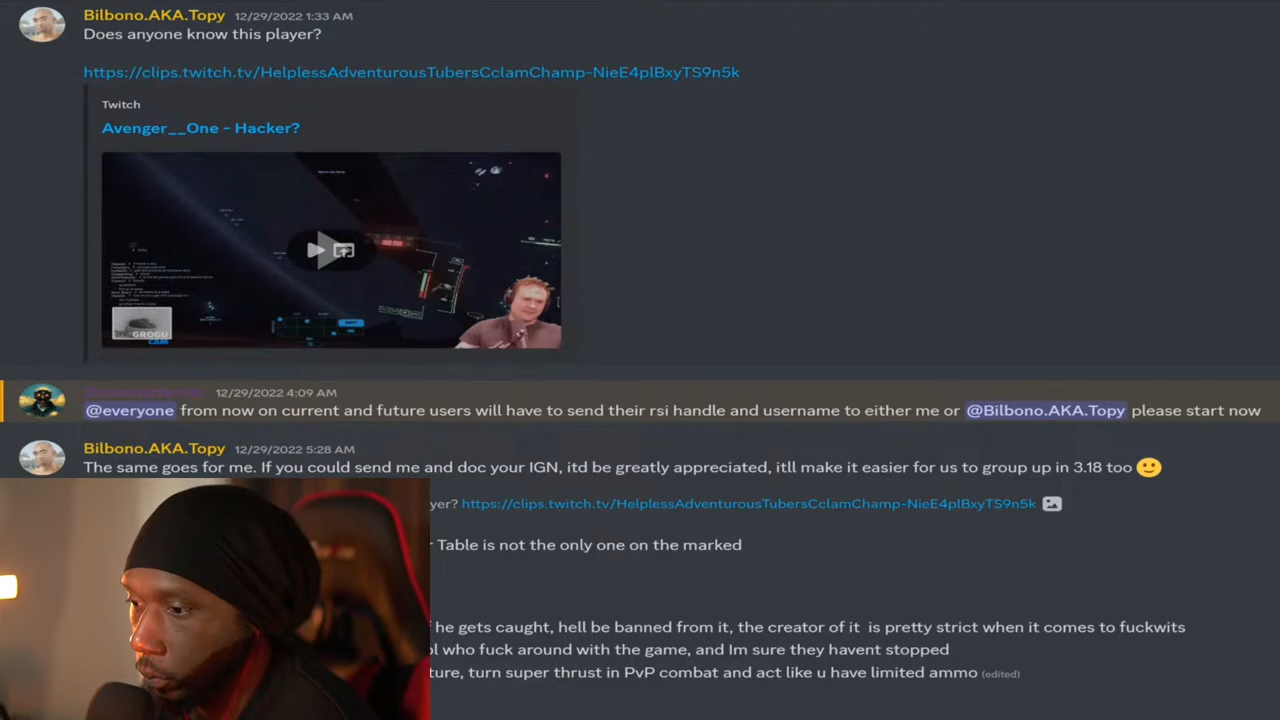 Bilbono.AKA.Topy 12/29/2022 1:33 AM
Does anyone know this player?
https://clips.twitch.tv/HelplessAdventurousTubersCclamChamp-NieE4plBxyTS9n5k
Twitch
Avenger__One - Hacker?
GROGU
CAM
12/29/2022 4:09 AM
@everyone from now on current and future users will have to send their rsi handle and username to either me or @Bilbono.AKA.Topy please start now
Bilbono.AKA.Topy 12/29/2022 5:28 AM
The same goes for me. If you could send me and doc your IGN, itd be greatly appreciated, itll make it easier for us to group up in 3.18 too
yer? https://clips.twitch.tv/HelplessAdventurousTubersCclamChamp-NieE4plBxyTS9n5k
Table is not the only one on the marked
he gets caught, hell be banned from it, the creator of it is pretty strict when it comes to fuckwits
who fuck around with the game, and Im sure they havent stopped
ture, turn super thrust in PvP combat and act like u have limited ammo (edited)